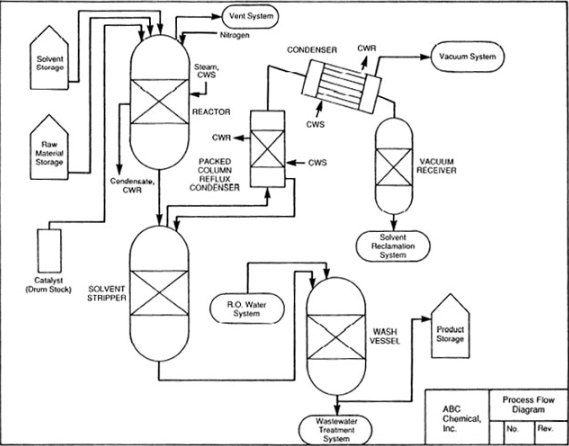 Solvent
Storage
Vent System
Nitrogen
Steam,
CWS
REACTOR
Raw
Material
Storage
Condensate,
CWR
Catalyst
(Drum Stock)
CONDENSER
CWR
Vacuum System
CWS
CWR
CWS
PACKED
COLUMN
REFLUX
CONDENSER
VACUUM
RECEIVER
Solvent
Reclamation
System
SOLVENT
STRIPPER
R.O. Water
System
WASH
VESSEL
Product
Storage
Wastewater
Treatment
System
ABC
Chemical,
Inc.
Process Flow
Diagram
No.
Rev.